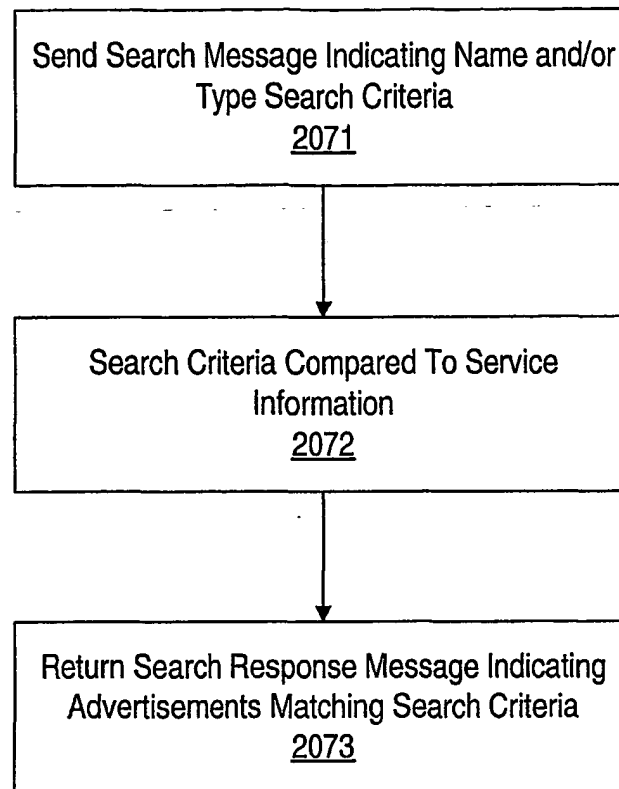 Send Search Message Indicating Name and/or
Type Search Criteria
2071
Search Criteria Compared To Service
Information
2072
Return Search Response Message Indicating
Advertisements Matching Search Criteria
2073